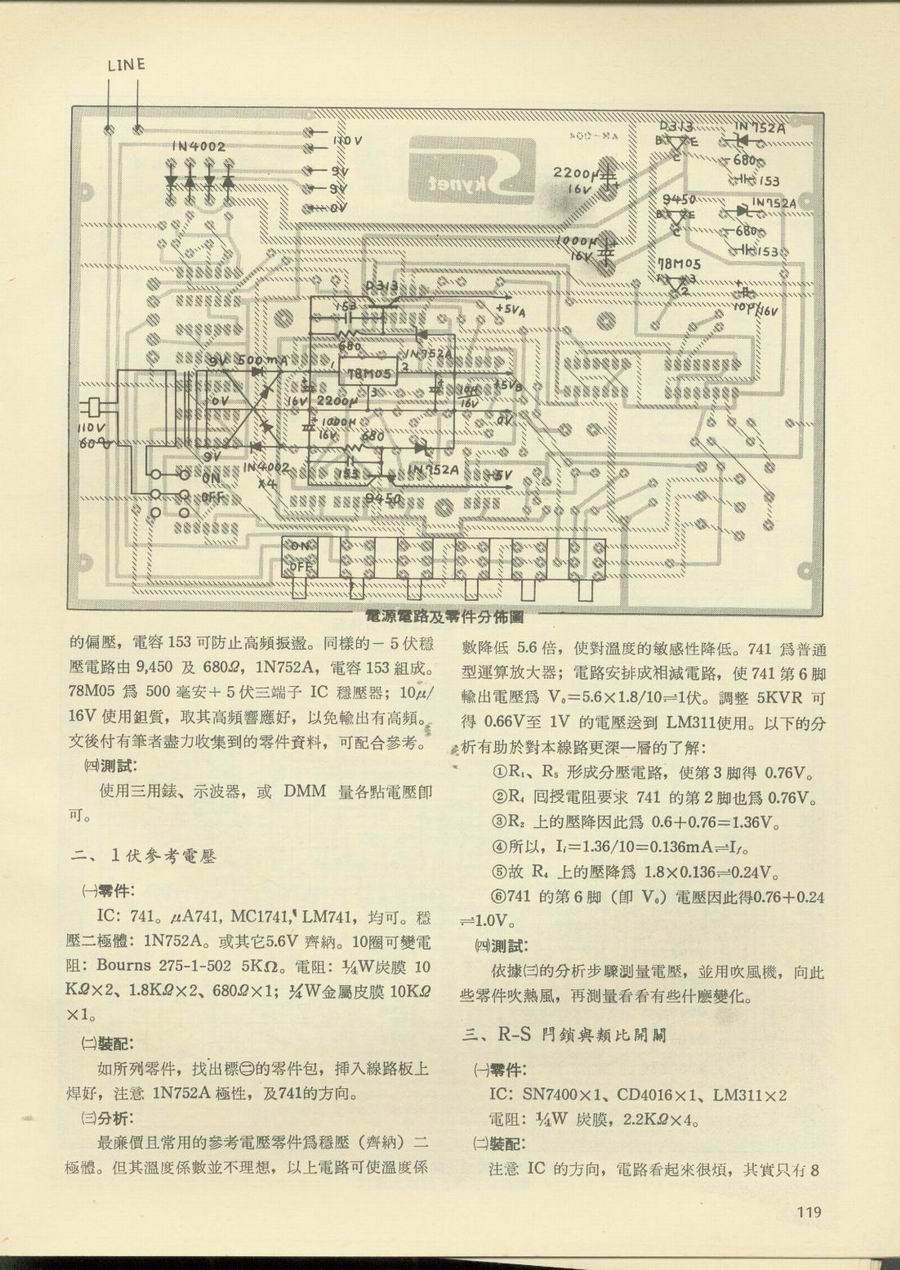 LINE
1N4002
110V
9V
9V
0V
Skynet
AK-004
2200μ
16V
1000μ
16V
D313
B E
C
1N752A
680Ω
153
9450
B E
C
1N752A
680Ω
153
78M05
1 3
2
10μ/16V
D313
153
680
1N752A
+5VA
9V 500mA
1
78M05
2
3
+5VB
0V
16V 2200μ
10μ
16V
1000μ
16V
680
0V
110V
60~
9V
1N4002
×4
153
1N752A
9450
+5V
ON
OFF
ON
OFF
電源電路及零件分佈圖
的偏壓，電容 153 可防止高頻振盪。同樣的－ 5 伏穩
壓電路由 9,450 及 680Ω，1N752A，電容 153 組成。
78M05 爲 500 毫安＋ 5 伏三端子 IC 穩壓器；10μ/
16V 使用鉭質，取其高頻響應好，以免輸出有高頻。
文後付有筆者盡力收集到的零件資料，可配合參考。
㈣測試：
使用三用錶、示波器，或 DMM 量各點電壓卽
可。
二、1 伏參考電壓
㈠零件：
IC：741。μA741, MC1741, LM741，均可。穩
壓二極體：1N752A。或其它5.6V 齊納。10圈可變電
阻：Bourns 275-1-502 5KΩ。電阻：¼W炭膜 10
KΩ×2、1.8KΩ×2、680Ω×1；¼W金屬皮膜 10KΩ
×1。
㈡裝配：
如所列零件，找出標㊁的零件包，揷入線路板上
焊好，注意 1N752A 極性，及741的方向。
㈢分析：
最廉價且常用的參考電壓零件爲穩壓（齊納）二
極體。但其溫度係數並不理想，以上電路可使溫度係
數降低 5.6 倍，使對溫度的敏感性降低。741 爲普通
型運算放大器；電路安排成相減電路，使 741 第 6 脚
輸出電壓爲 V₀=5.6×1.8/10≒1伏。調整 5KVR 可
得 0.66V至 1V 的電壓送到 LM311使用。以下的分
析有助於對本線路更深一層的了解：
①R₁、R₃ 形成分壓電路，使第 3 脚得 0.76V。
②R₄ 回授電阻要求 741 的第 2 脚也爲 0.76V。
③R₂ 上的壓降因此爲 0.6＋0.76＝1.36V。
④所以，Iᵢ＝1.36/10＝0.136mA≒I𝒇。
⑤故 R₄ 上的壓降爲 1.8×0.136≒0.24V。
⑥741 的第 6 脚（卽 V₀）電壓因此得0.76＋0.24
≒1.0V。
㈣測試：
依據㈢的分析步驟測量電壓，並用吹風機，向此
些零件吹熱風，再測量看看有些什麽變化。
三、R-S 閂鎖與類比開關
㈠零件：
IC：SN7400×1、CD4016×1、LM311×2
電阻：¼W 炭膜，2.2KΩ×4。
㈡裝配：
注意 IC 的方向，電路看起來很煩，其實只有 8
119